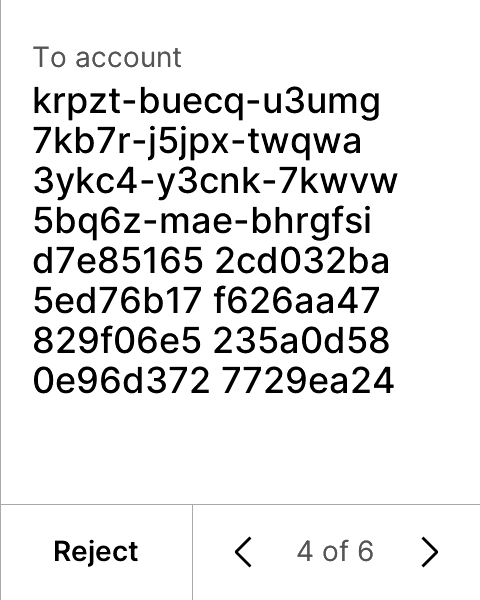 To account
krpzt-buecq-u3umg
7kb7r-j5jpx-twqwa
3ykc4-y3cnk-7kwvw
5bq6z-mae-bhrgfsi
d7e85165 2cd032ba
5ed76b17 f626aa47
829f06e5 235a0d58
0e96d372 7729ea24
Reject
4 of 6